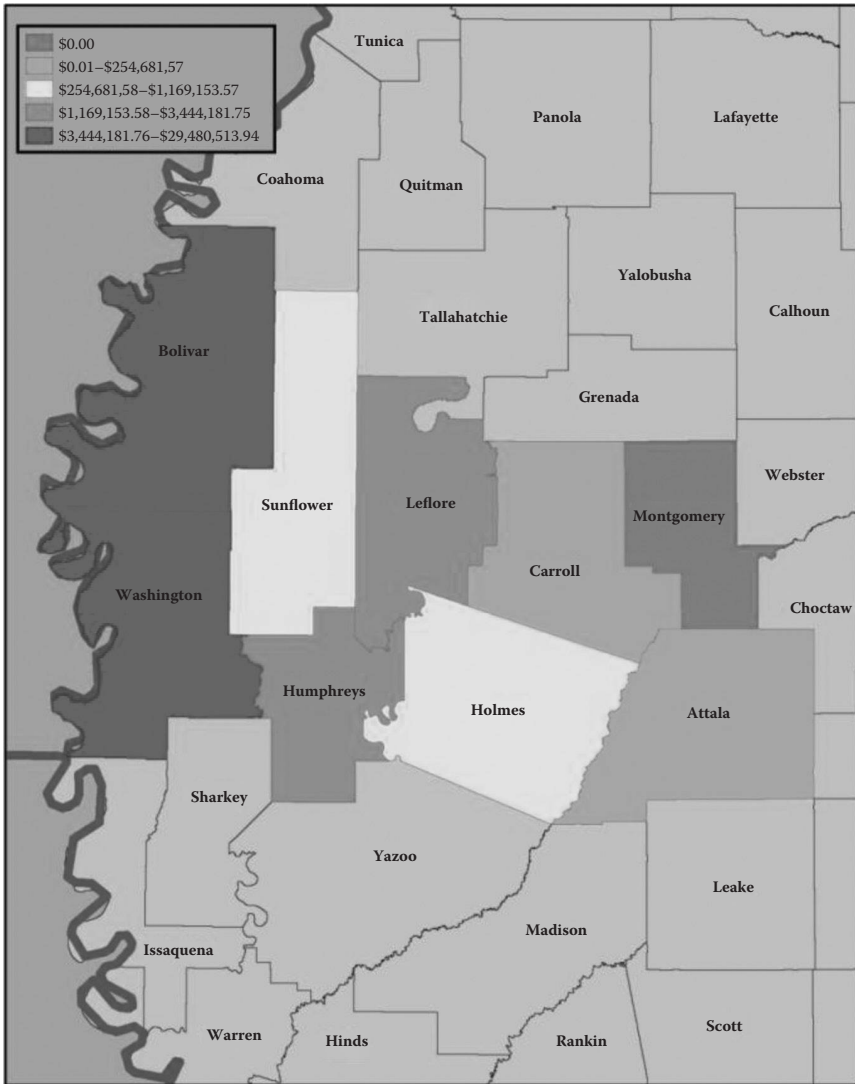 $0.00
$0.01–$254,681,57
$254,681,58–$1,169,153.57
$1,169,153.58–$3,444,181.75
$3,444,181.76–$29,480,513.94
Tunica
Panola
Lafayette
Coahoma
Quitman
Yalobusha
Calhoun
Tallahatchie
Bolivar
Grenada
Webster
Sunflower
Leflore
Montgomery
Carroll
Washington
Choctaw
Humphreys
Holmes
Attala
Sharkey
Yazoo
Leake
Madison
Issaquena
Warren
Hinds
Rankin
Scott